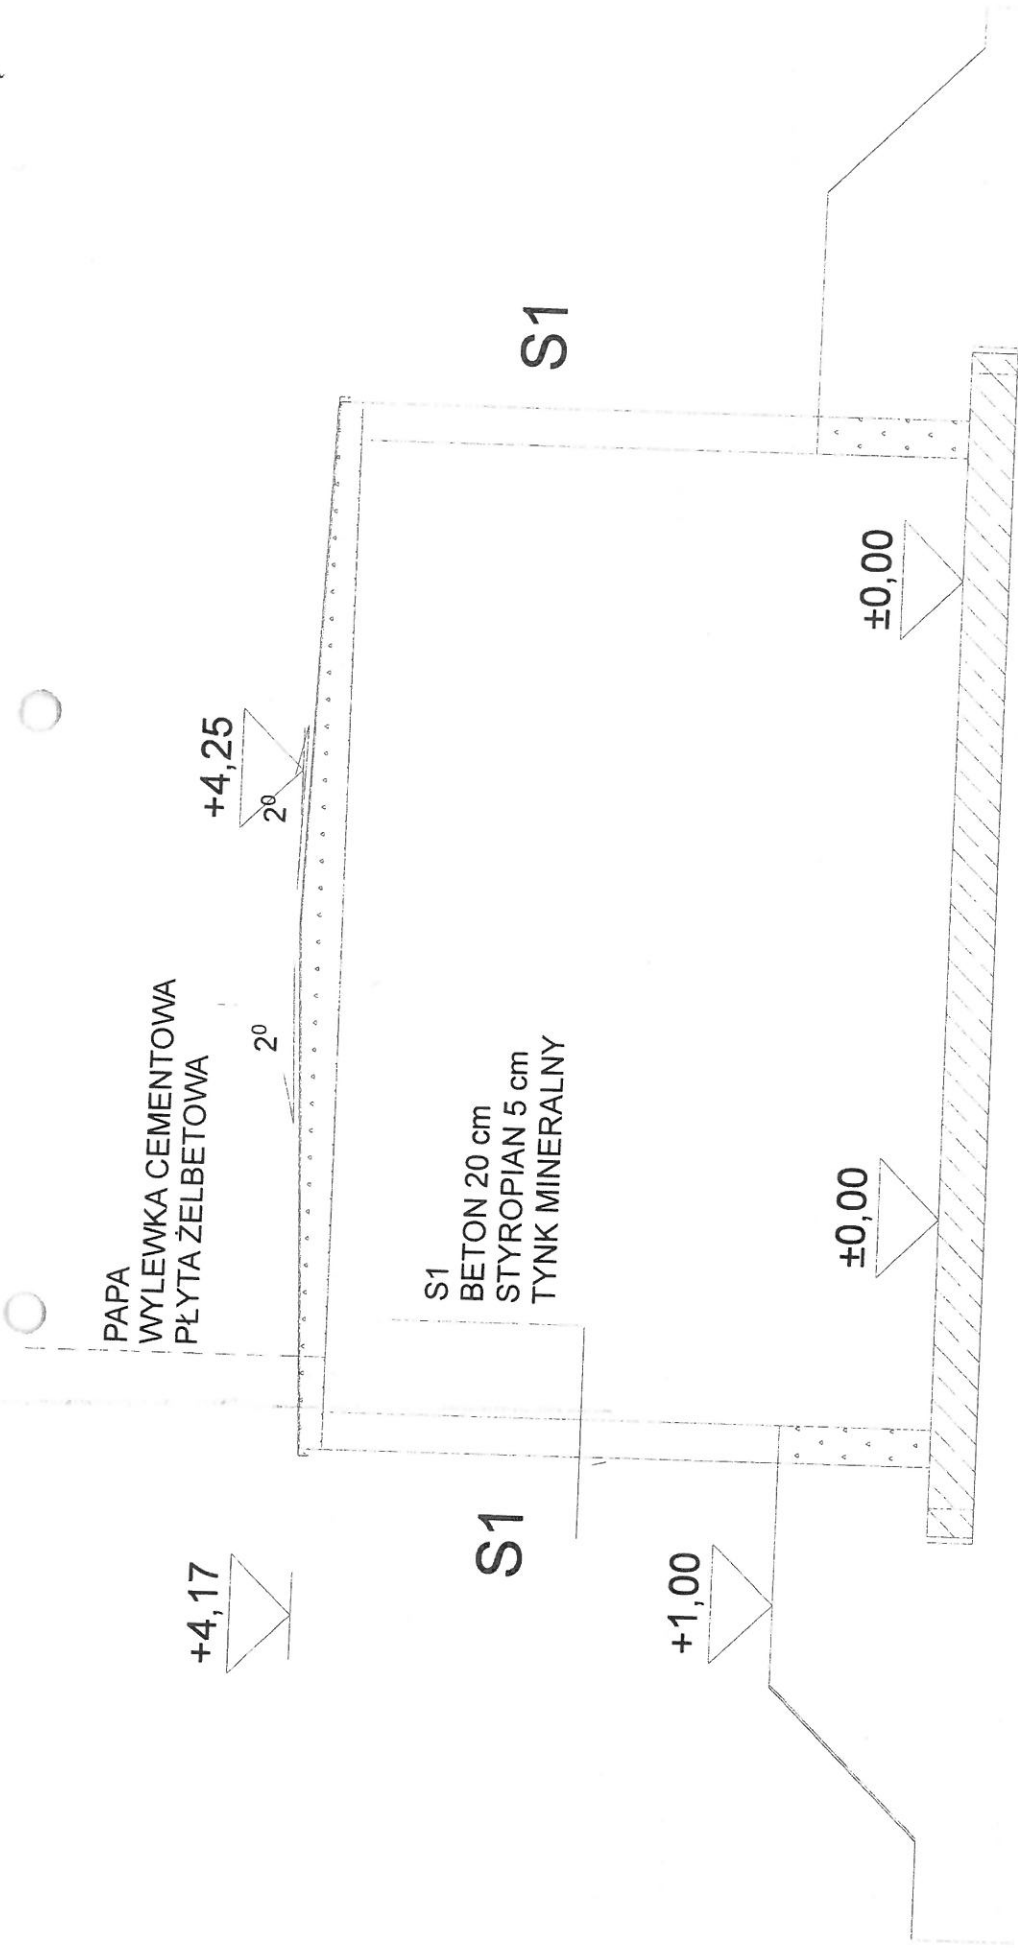 PAPA
WYLEWKA CEMENTOWA
PŁYTA ŻELBETOWA
+4,25
2⁰
2⁰
+4,17
S1
BETON 20 cm
STYROPIAN 5 cm
TYNK MINERALNY
S1
S1
+1,00
±0,00
±0,00